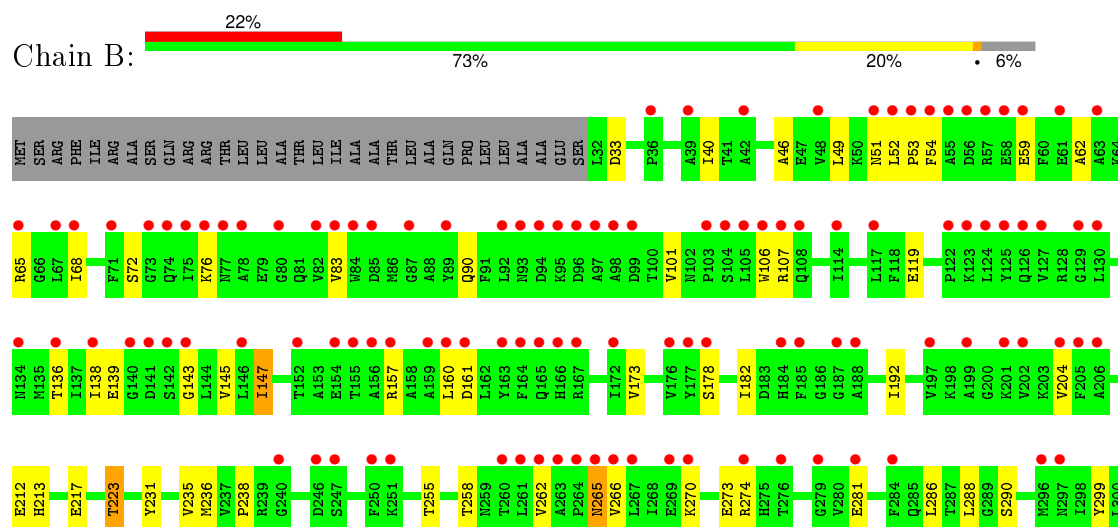 22%
Chain B:
73% 20% • 6%
MET SER ARG PHE ILE ARG ALA SER GLN ARG ARG THR LEU LEU ALA THR LEU ILE ALA ALA THR LEU ALA GLN PRO LEU LEU ALA ALA GLU SER L32 D33 P36 A39 I40 T41 A42 A46 E47 V48 L49 K50 N51 L52 P53 F54 A55 D56 R57 E58 E59 F60 E61 A62 A63 K64
R65 G66 L67 I68 F71 S72 G73 Q74 I75 K76 N77 A78 E79 G80 Q81 V82 V83 W84 D85 M86 G87 A88 Y89 Q90 F91 L92 N93 D94 K95 D96 A97 A98 D99 T100 V101 N102 P103 S104 L105 W106 R107 Q108 I114 L117 F118 E119 P122 K123 L124 Y125 Q126 V127 R128 G129 L130
N134 M135 T136 I137 I138 E139 G140 D141 S142 G143 L144 V145 L146 I147 T152 A153 E154 T155 A156 R157 A158 A159 L160 D161 L162 Y163 F164 Q165 H166 R167 I172 V173 V176 Y177 S178 I182 D183 H184 F185 G186 G187 A188 I192 V197 K198 A199 G200 K201 V202 K203 V204 F205 A206
E212 H213 E217 T223 Y231 V235 M236 V237 P238 R239 G240 D246 S247 F250 K251 T255 T258 N259 T260 L261 V262 A263 P264 N265 V266 L267 I268 E269 K270 E273 R274 H275 T276 G279 V280 E281 F284 Q285 L286 T287 L288 G289 S290 M296 N297 I298 Y299